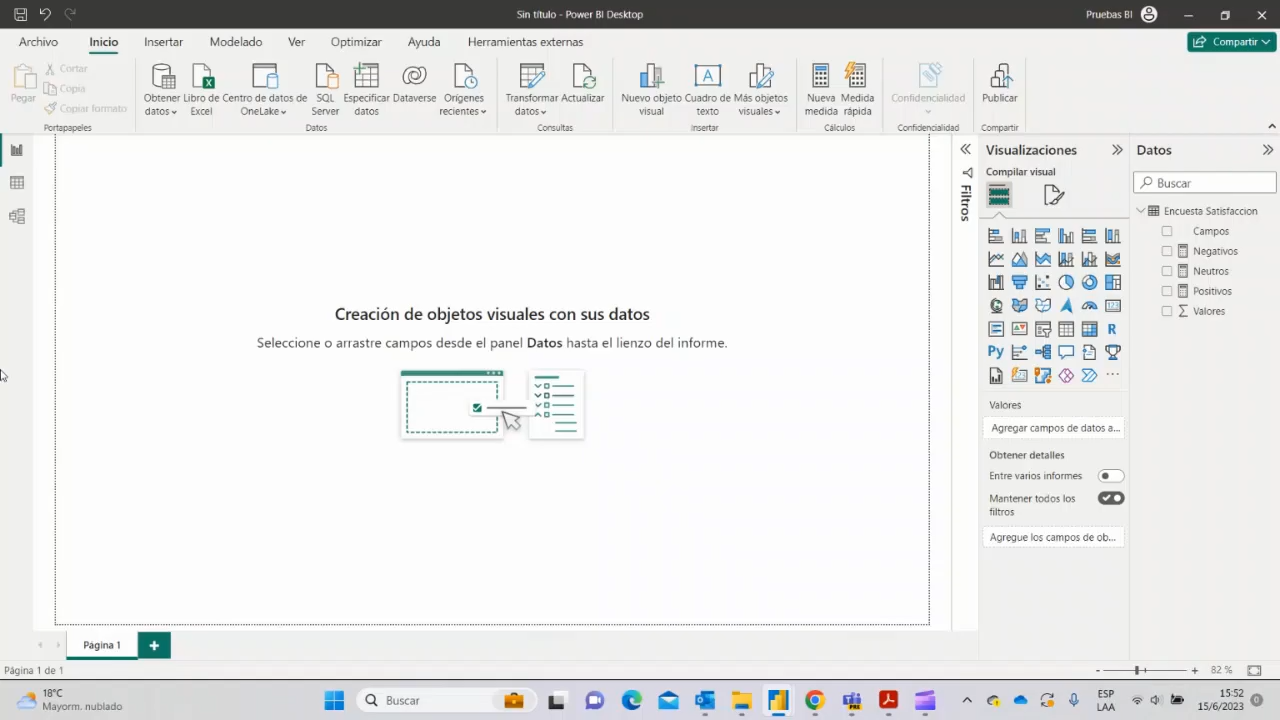 Sin título - Power BI Desktop
Pruebas BI
Archivo
Inicio
Insertar
Modelado
Ver
Optimizar
Ayuda
Herramientas externas
Compartir
Pegar
Cortar
Copia
Copiar formato
Portapapeles
Obtener datos
Libro de Excel
Centro de datos de OneLake
SQL Server
Especificar datos
Dataverse
Orígenes recientes
Datos
Transformar datos
Actualizar
Consultas
Nuevo objeto visual
Cuadro de texto
Más objetos visuales
Insertar
Nueva medida
Medida rápida
Cálculos
Confidencialidad
Confidencialidad
Publicar
Compartir
Creación de objetos visuales con sus datos
Seleccione o arrastre campos desde el panel Datos hasta el lienzo del informe.
Filtros
Visualizaciones
Compilar visual
R
Py
Valores
Agregar campos de datos a...
Obtener detalles
Entre varios informes
Mantener todos los
filtros
Agregue los campos de ob...
Datos
Buscar
Encuesta Satisfaccion
Campos
Negativos
Neutros
Positivos
Valores
Página 1
Página 1 de 1
82 %
18°C
Mayorm. nublado
Buscar
ESP
LAA
15:52
15/6/2023